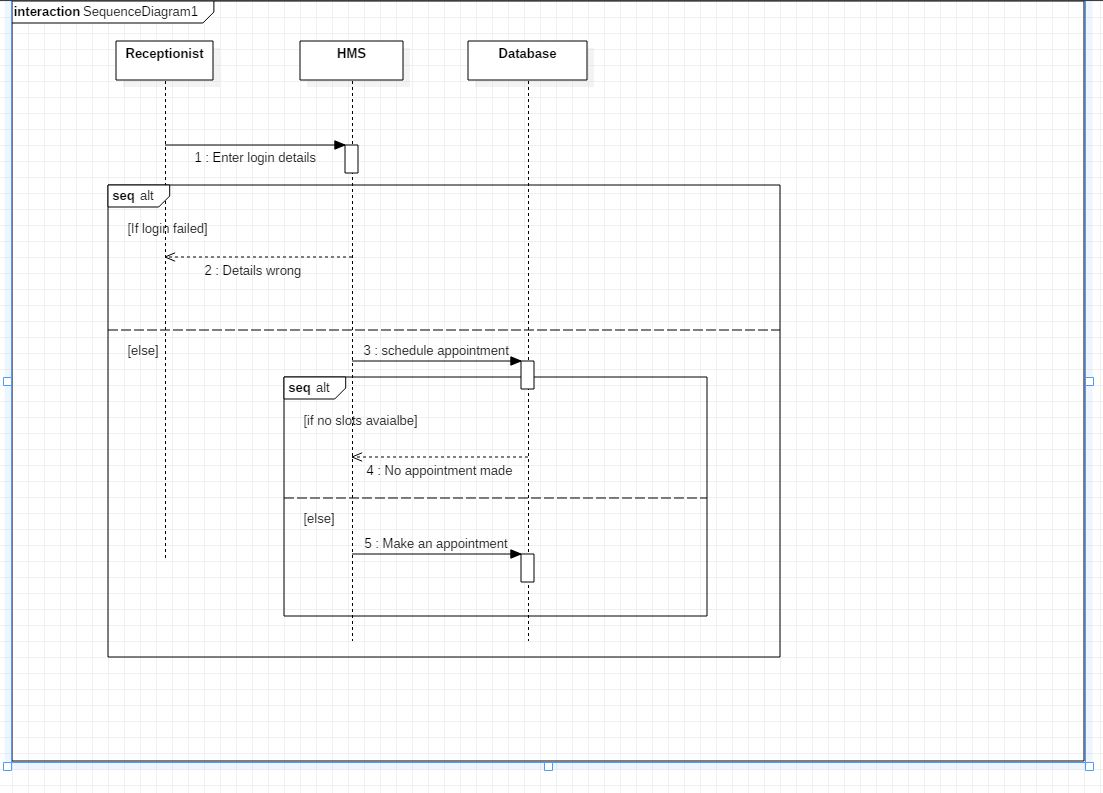 interaction SequenceDiagram1
Receptionist
HMS
Database
1 : Enter login details
seq alt
[If login failed]
2 : Details wrong
[else]
3 : schedule appointment
seq alt
[if no slots avaialbe]
4 : No appointment made
[else]
5 : Make an appointment